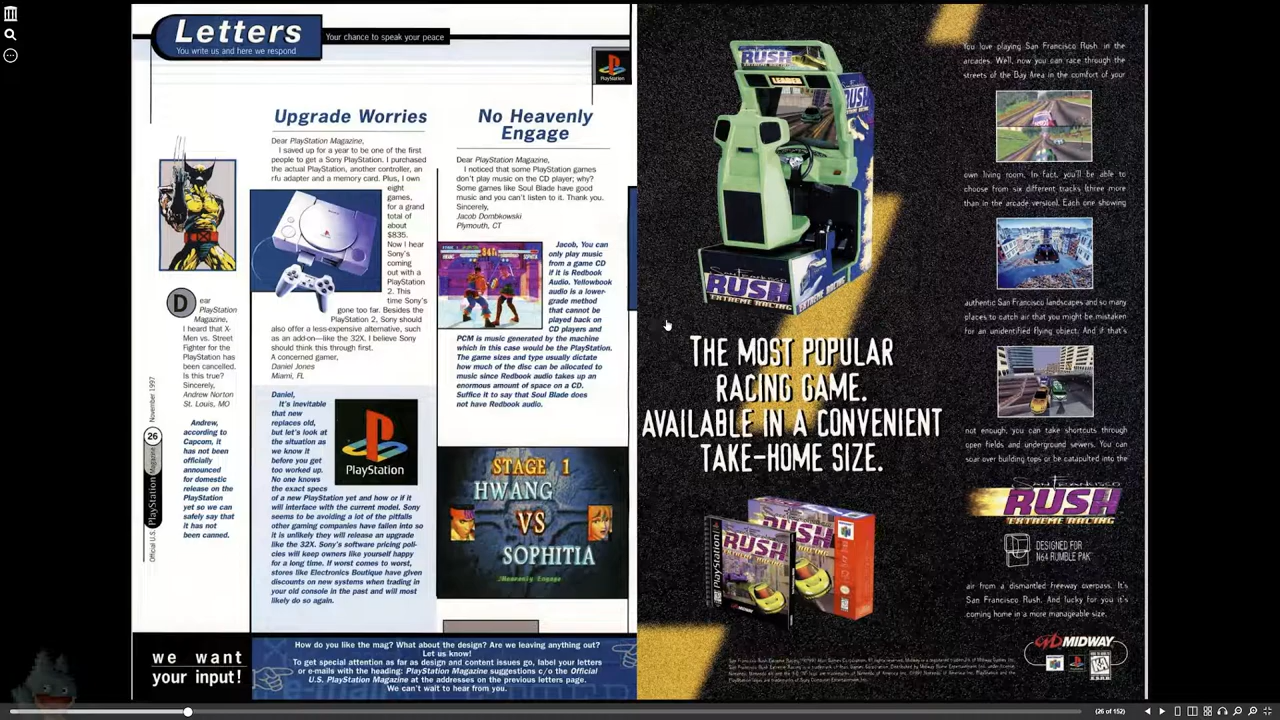 Letters
You write us and here we respond
Your chance to speak your peace
PlayStation
D
ear
PlayStation
Magazine,
I heard that X-
Men vs. Street
Fighter for the
PlayStation has
been cancelled.
Is this true?
Sincerely,
Andrew Norton
St. Louis, MO
Andrew,
according to
Capcom, it
has not been
officially
announced
for domestic
release on the
PlayStation
yet so we can
safely say that
it has not
been canned.
November 1997
26
Official U.S. PlayStation Magazine
Upgrade Worries
Dear PlayStation Magazine,
I saved up for a year to be one of the first
people to get a Sony PlayStation. I purchased
the actual PlayStation, another controller, an
rfu adapter and a memory card. Plus, I own
eight
games,
for a grand
total of
about
$835.
Now I hear
Sony's
coming
out with a
PlayStation
2. This
time Sony's
gone too far. Besides the
PlayStation 2, Sony should
also offer a less-expensive alternative, such
as an add-on—like the 32X. I believe Sony
should think this through first.
A concerned gamer,
Daniel Jones
Miami, FL
Daniel,
It's inevitable
that new
replaces old,
but let's look at
the situation as
we know it
before you get
too worked up.
No one knows
the exact specs
of a new PlayStation yet and how or if it
will interface with the current model. Sony
seems to be avoiding a lot of the pitfalls
other gaming companies have fallen into so
it is unlikely they will release an upgrade
like the 32X. Sony's software pricing poli-
cies will keep owners like yourself happy
for a long time. If worst comes to worst,
stores like Electronics Boutique have given
discounts on new systems when trading in
your old console in the past and will most
likely do so again.
PlayStation
No Heavenly
Engage
Dear PlayStation Magazine,
I noticed that some PlayStation games
don't play music on the CD player; why?
Some games like Soul Blade have good
music and you can't listen to it. Thank you.
Sincerely,
Jacob Dombkowski
Plymouth, CT
Jacob, You can
only play music
from a game CD
if it is Redbook
Audio. Yellowbook
audio is a lower-
grade method
that cannot be
played back on
CD players and
PCM is music generated by the machine
which in this case would be the PlayStation.
The game sizes and type usually dictate
how much of the disc can be allocated to
music since Redbook audio takes up an
enormous amount of space on a CD.
Suffice it to say that Soul Blade does
not have Redbook audio.
STAGE 1
HWANG
VS
SOPHITIA
Heavenly Engage
we want
your input!
How do you like the mag? What about the design? Are we leaving anything out?
Let us know!
To get special attention as far as design and content issues go, label your letters
or e-mails with the heading: PlayStation Magazine suggestions c/o the Official
U.S. PlayStation Magazine at the addresses on the previous letters page.
We can't wait to hear from you.
RUSH
LEADER
RUSH
RUSH
EXTREME RACING
THE MOST POPULAR
RACING GAME.
AVAILABLE IN A CONVENIENT
AKE-HOME SIZE.
RUSH
RUSH
You love playing San Francisco Rush in the
arcades. Well, now you can race through the
streets of the Bay Area in the comfort of your
own living room. In fact, you'll be able to
choose from six different tracks (three more
than in the arcade version). Each one showing
authentic San Francisco landscapes and so many
places to catch air that you might be mistaken
for an unidentified flying object. And if that's
not enough, you can take shortcuts through
open fields and underground sewers. You can
soar over building tops or be catapulted into the
SAN FRANCISCO
RUSH
EXTREME RACING
DESIGNED FOR
N64 RUMBLE PAK
air from a dismantled freeway overpass. It's
San Francisco Rush. And lucky for you it's
coming home in a more manageable size.
MIDWAY
(26 of 152)